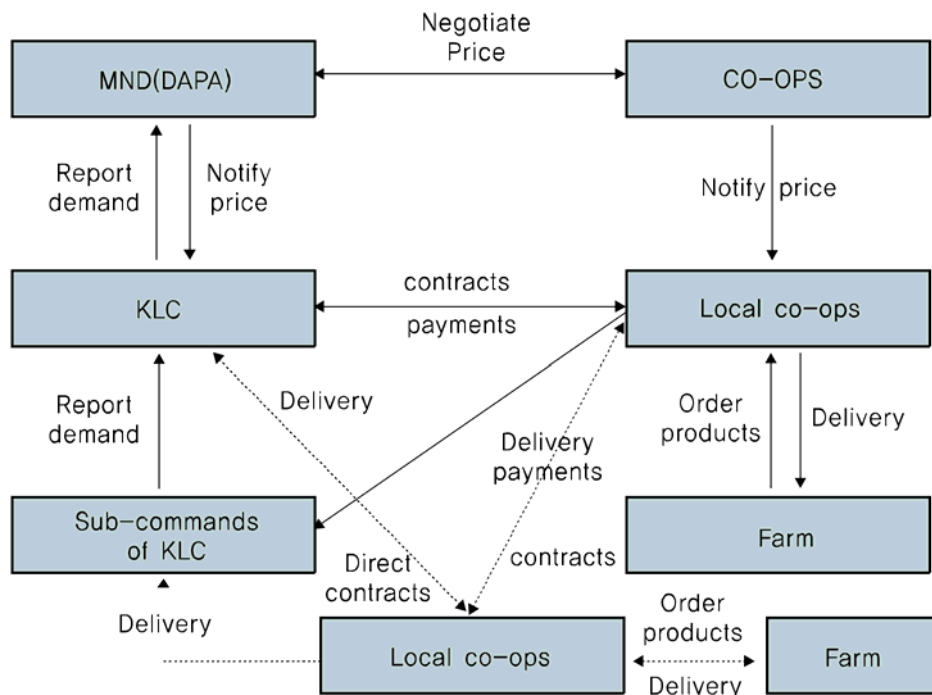 Negotiate
Price
MND(DAPA)
CO-OPS
Report
demand
Notify
price
Notify price
KLC
contracts
payments
Local co-ops
Report
demand
Delivery
Delivery
payments
Order
products
Delivery
Sub-commands
of KLC
Farm
Direct
contracts
contracts
Delivery
Local co-ops
Order
products
Delivery
Farm